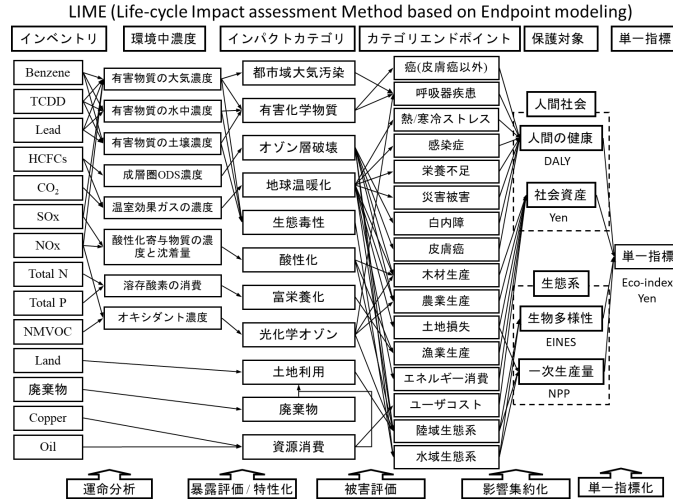 LIME (Life-cycle Impact assessment Method based on Endpoint modeling)
インベントリ
環境中濃度
インパクトカテゴリ
カテゴリエンドポイント
保護対象
単一指標
Benzene
TCDD
Lead
HCFCs
CO₂
SOx
NOx
Total N
Total P
NMVOC
Land
廃棄物
Copper
Oil
有害物質の大気濃度
有害物質の水中濃度
有害物質の土壌濃度
成層圏ODS濃度
温室効果ガスの濃度
酸性化寄与物質の濃
度と沈着量
溶存酸素の消費
オキシダント濃度
都市域大気汚染
有害化学物質
オゾン層破壊
地球温暖化
生態毒性
酸性化
富栄養化
光化学オゾン
土地利用
廃棄物
資源消費
癌(皮膚癌以外)
呼吸器疾患
熱/寒冷ストレス
感染症
栄養不足
災害被害
白内障
皮膚癌
木材生産
農業生産
土地損失
漁業生産
エネルギー消費
ユーザコスト
陸域生態系
水域生態系
人間社会
人間の健康
DALY
社会資産
Yen
生態系
生物多様性
EINES
一次生産量
NPP
単一指標
Eco-index
Yen
運命分析
暴露評価 / 特性化
被害評価
影響集約化
単一指標化